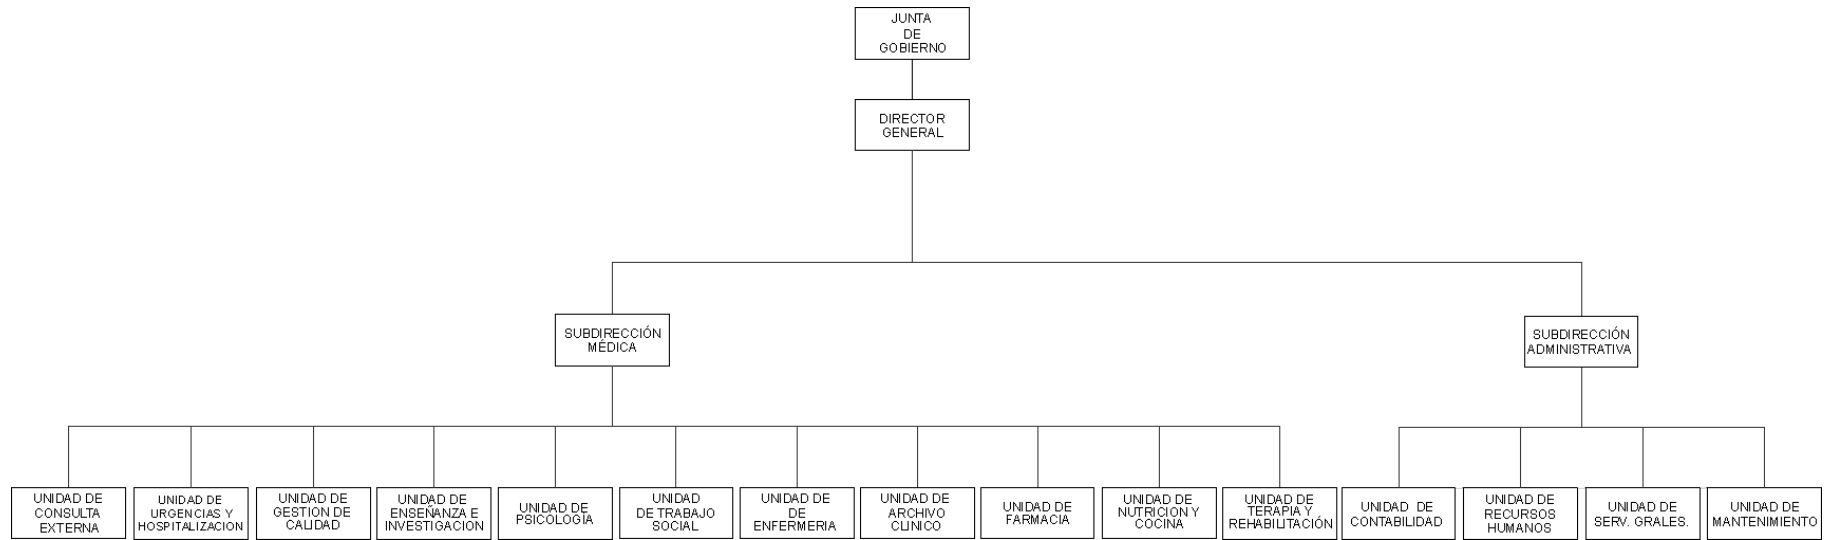 JUNTA
DE
GOBIERNO
DIRECTOR
GENERAL
SUBDIRECCIÓN
MÉDICA
SUBDIRECCIÓN
ADMINISTRATIVA
UNIDAD DE
CONSULTA
EXTERNA
UNIDAD DE
URGENCIAS Y
HOSPITALIZACION
UNIDAD DE
GESTION DE
CALIDAD
UNIDAD DE
ENSEÑANZA E
INVESTIGACION
UNIDAD DE
PSICOLOGIA
UNIDAD
DE TRABAJO
SOCIAL
UNIDAD DE
DE
ENFERMERIA
UNIDAD DE
ARCHIVO
CLINICO
UNIDAD DE
FARMACIA
UNIDAD DE
NUTRICION Y
COCINA
UNIDAD DE
TERAPIA Y
REHABILITACIÓN
UNIDAD DE
CONTABILIDAD
UNIDAD DE
RECURSOS
HUMANOS
UNIDAD DE
SERV. GRALES.
UNIDAD DE
MANTENIMIENTO